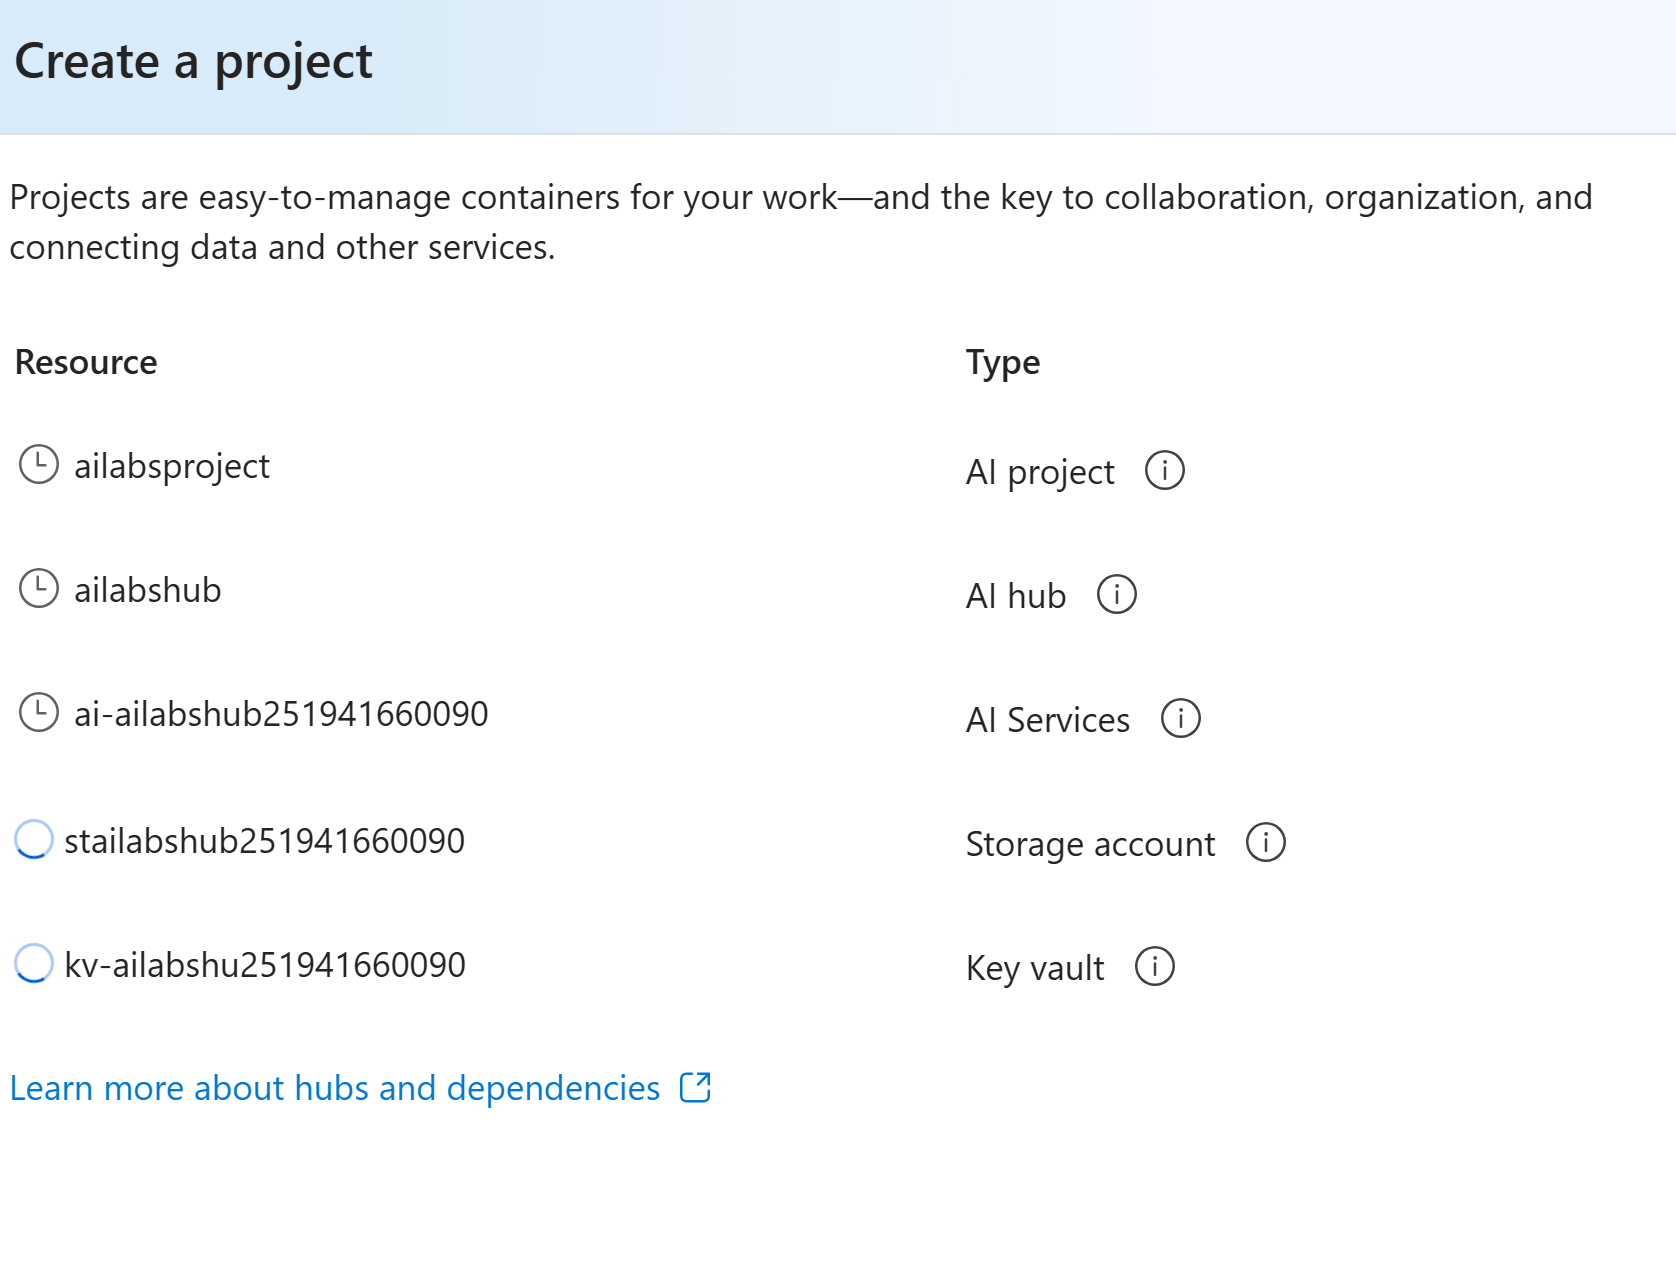 Create a project
Projects are easy-to-manage containers for your work—and the key to collaboration, organization, and
connecting data and other services.
Resource Type
ailabsproject AI project
ailabshub AI hub
ai-ailabshub251941660090 AI Services
stailabshub251941660090 Storage account
kv-ailabshu251941660090 Key vault
Learn more about hubs and dependencies